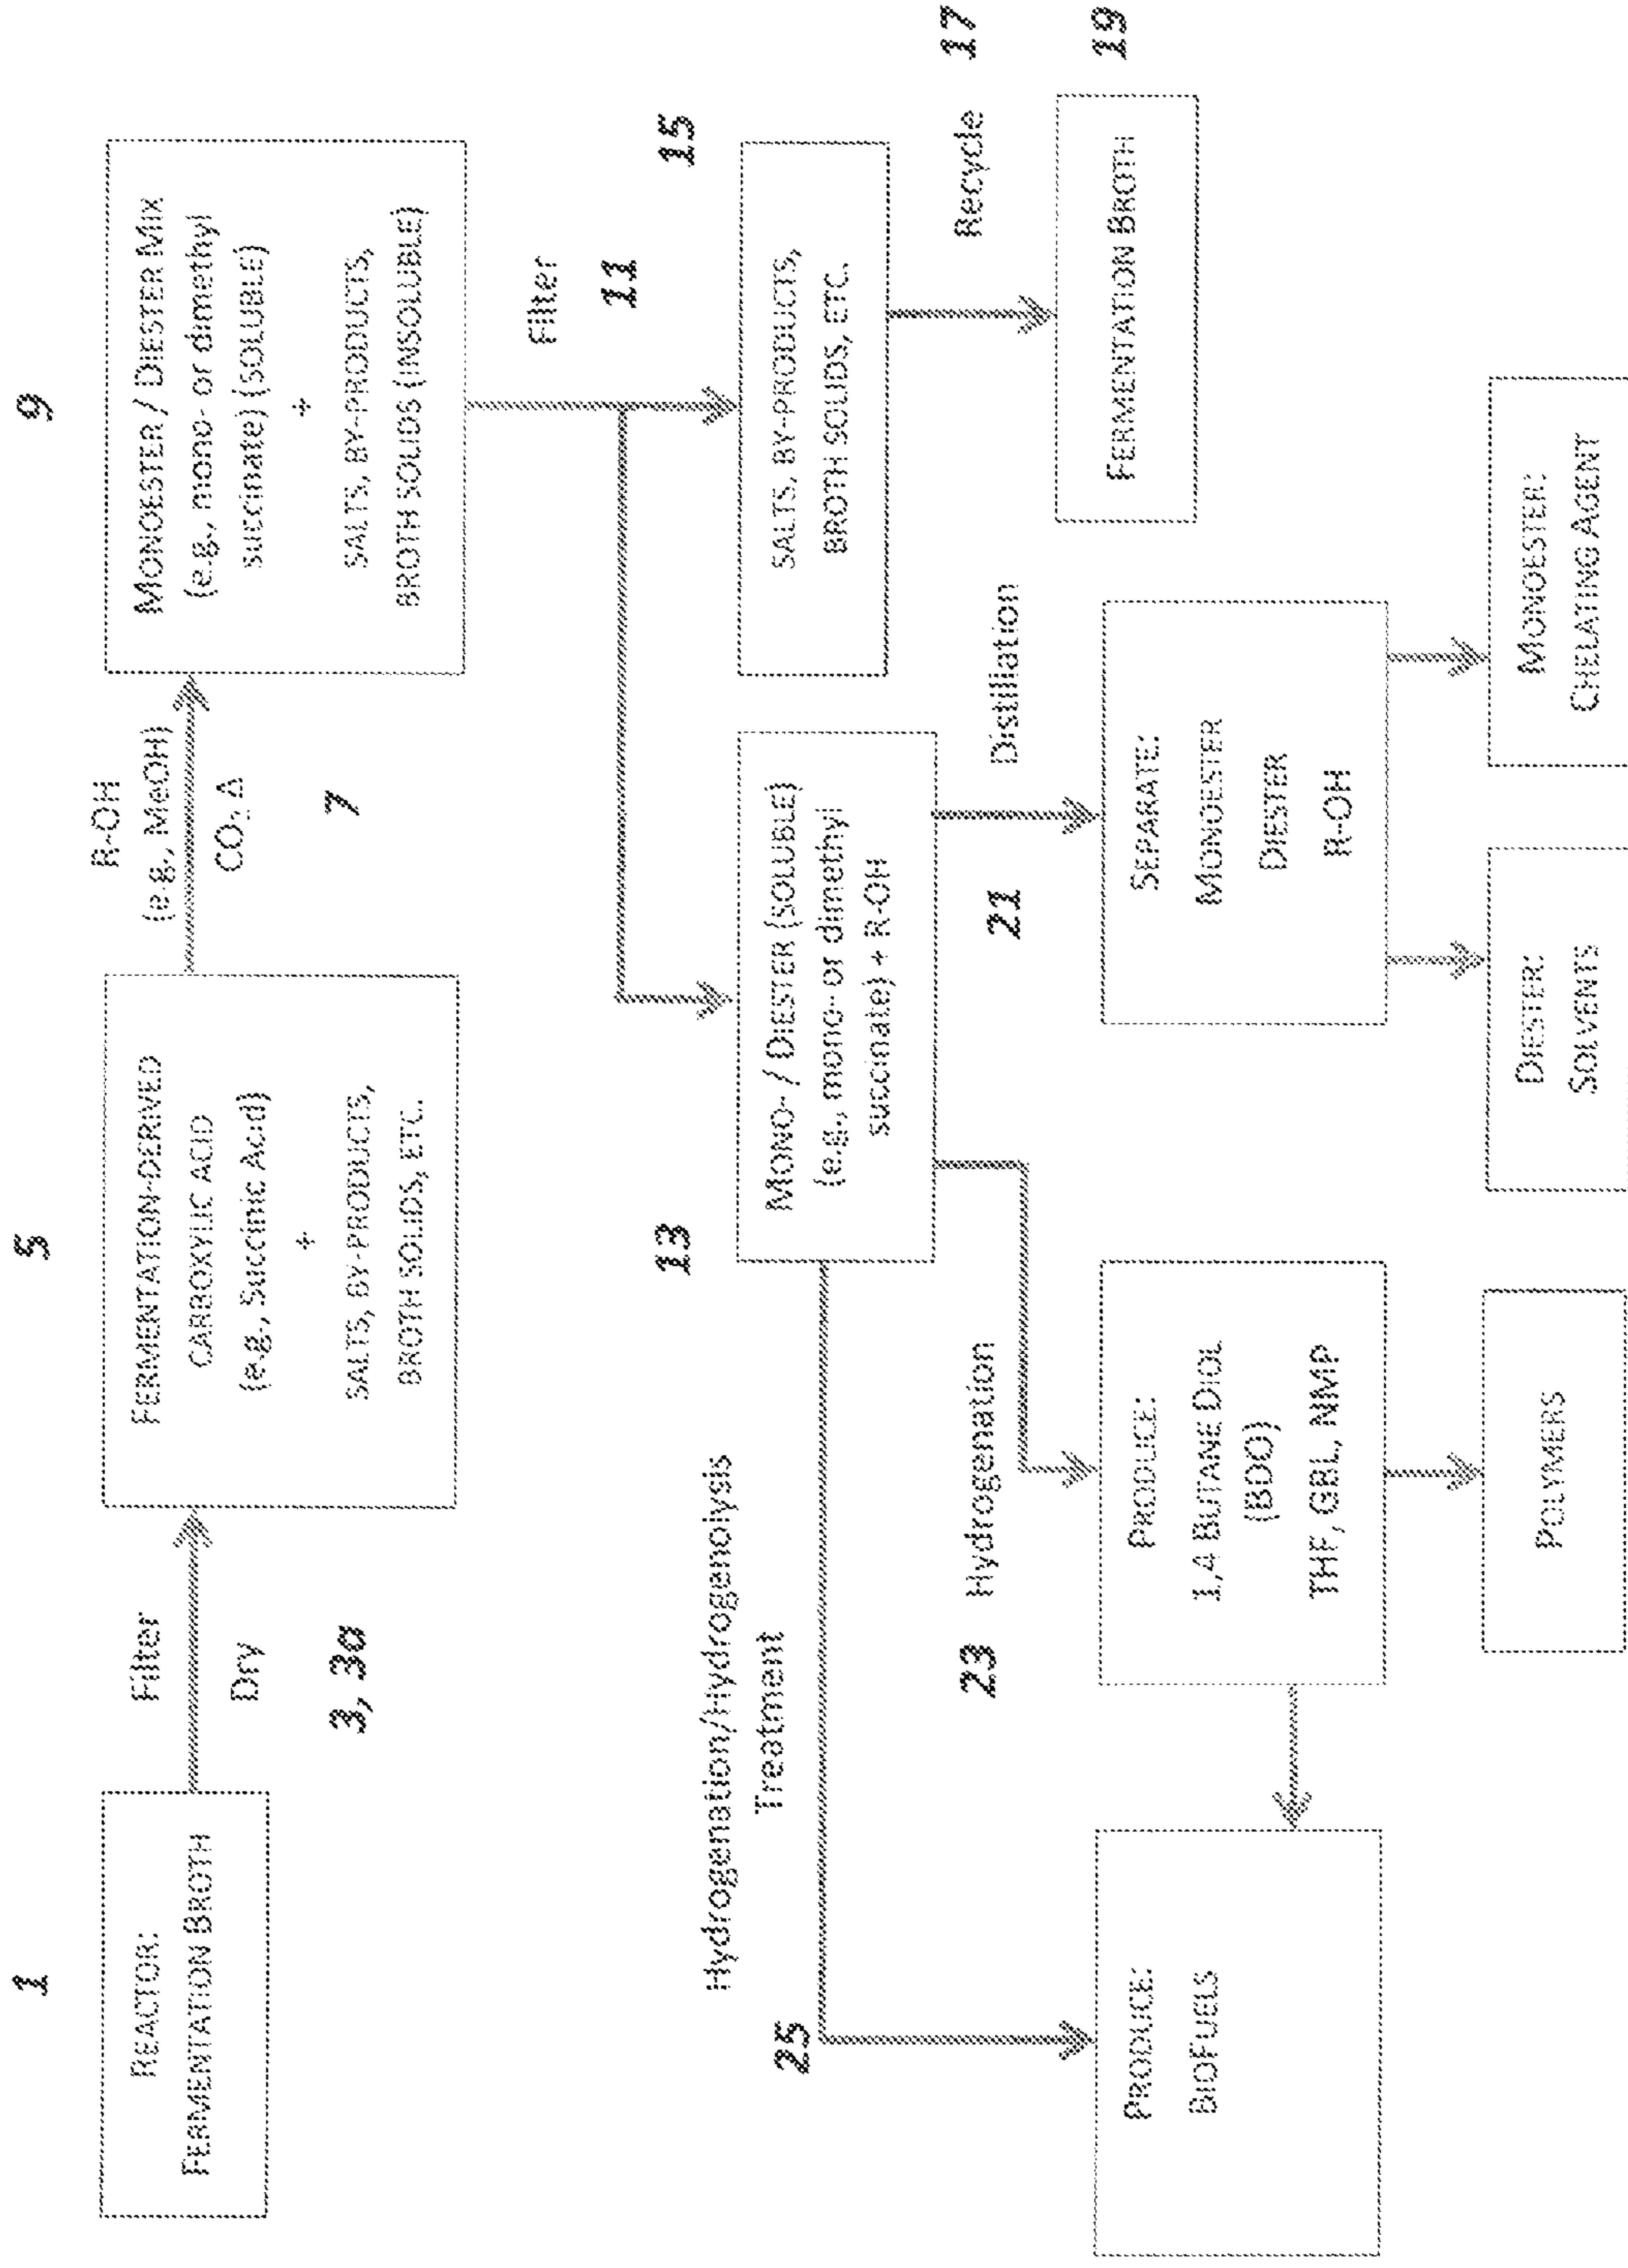 1
REACTOR:
FERMENTATION BROTH
Filter
Dry
3, 3a
5
FERMENTATION-DERIVED
CARBOXYLIC ACID
(e.g., Succinic Acid)
+
SALTS, BY-PRODUCTS,
BROTH SOLIDS, ETC.
R-OH
(e.g., MeOH)
CO₂ Δ
7
9
MONOESTER / DIESTER MIX
(e.g., mono- or dimethyl
succinate) (SOLUBLE)
+
SALTS, BY-PRODUCTS,
BROTH SOLIDS (INSOLUBLE)
Filter
11
13
MONO- / DIESTER (SOLUBLE)
(e.g., mono- or dimethyl
succinate) + R-OH
15
SALTS, BY-PRODUCTS,
BROTH SOLIDS, ETC.
Recycle
17
FERMENTATION BROTH
19
Hydrogenation/Hydrogenolysis
Treatment
25
PRODUCE:
BIOFUELS
23
Hydrogenation
PRODUCE:
1,4 BUTANE DIOL
(BDO)
THF, GBL, NMP
POLYMERS
21
Distillation
SEPARATE:
MONOESTER
DIESTER
R-OH
DIESTER:
SOLVENTS
MONOESTER:
CHELATING AGENT